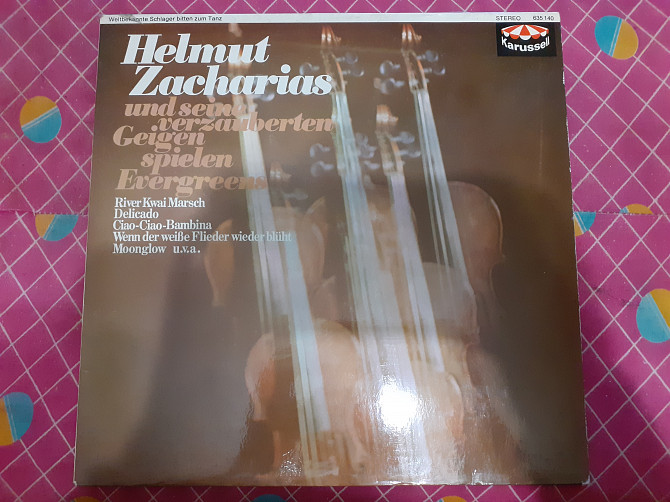 Weltbekannte Schlager bitten zum Tanz
STEREO 635 140
Karussell
Helmut
Zacharias
und seine
verzauberten
Geigen
spielen
Evergreens
River Kwai Marsch
Delicado
Ciao-Ciao-Bambina
Wenn der weiße Flieder wieder blüht
Moonglow u.v.a.